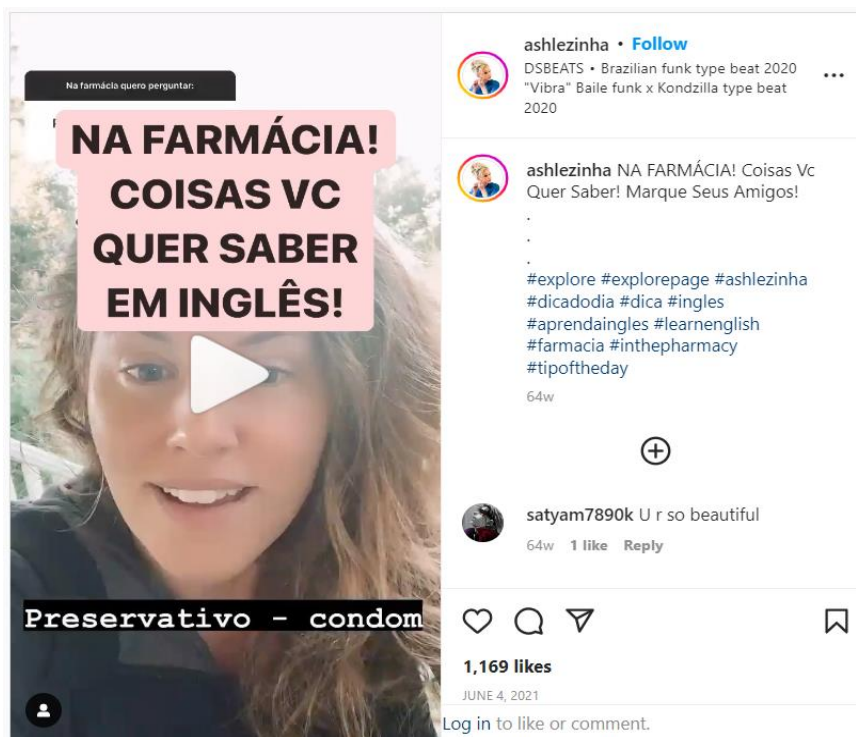 Na farmácia quero perguntar:
NA FARMÁCIA!
COISAS VC
QUER SABER
EM INGLÊS!
Preservativo - condom
ashlezinha • Follow
DSBEATS • Brazilian funk type beat 2020
"Vibra" Baile funk x Kondzilla type beat
2020
ashlezinha NA FARMÁCIA! Coisas Vc
Quer Saber! Marque Seus Amigos!
.
.
.
#explore #explorepage #ashlezinha
#dicadodia #dica #ingles
#aprendaingles #learnenglish
#farmacia #inthepharmacy
#tipoftheday
64w
satyam7890k U r so beautiful
64w 1 like Reply
1,169 likes
JUNE 4, 2021
Log in to like or comment.